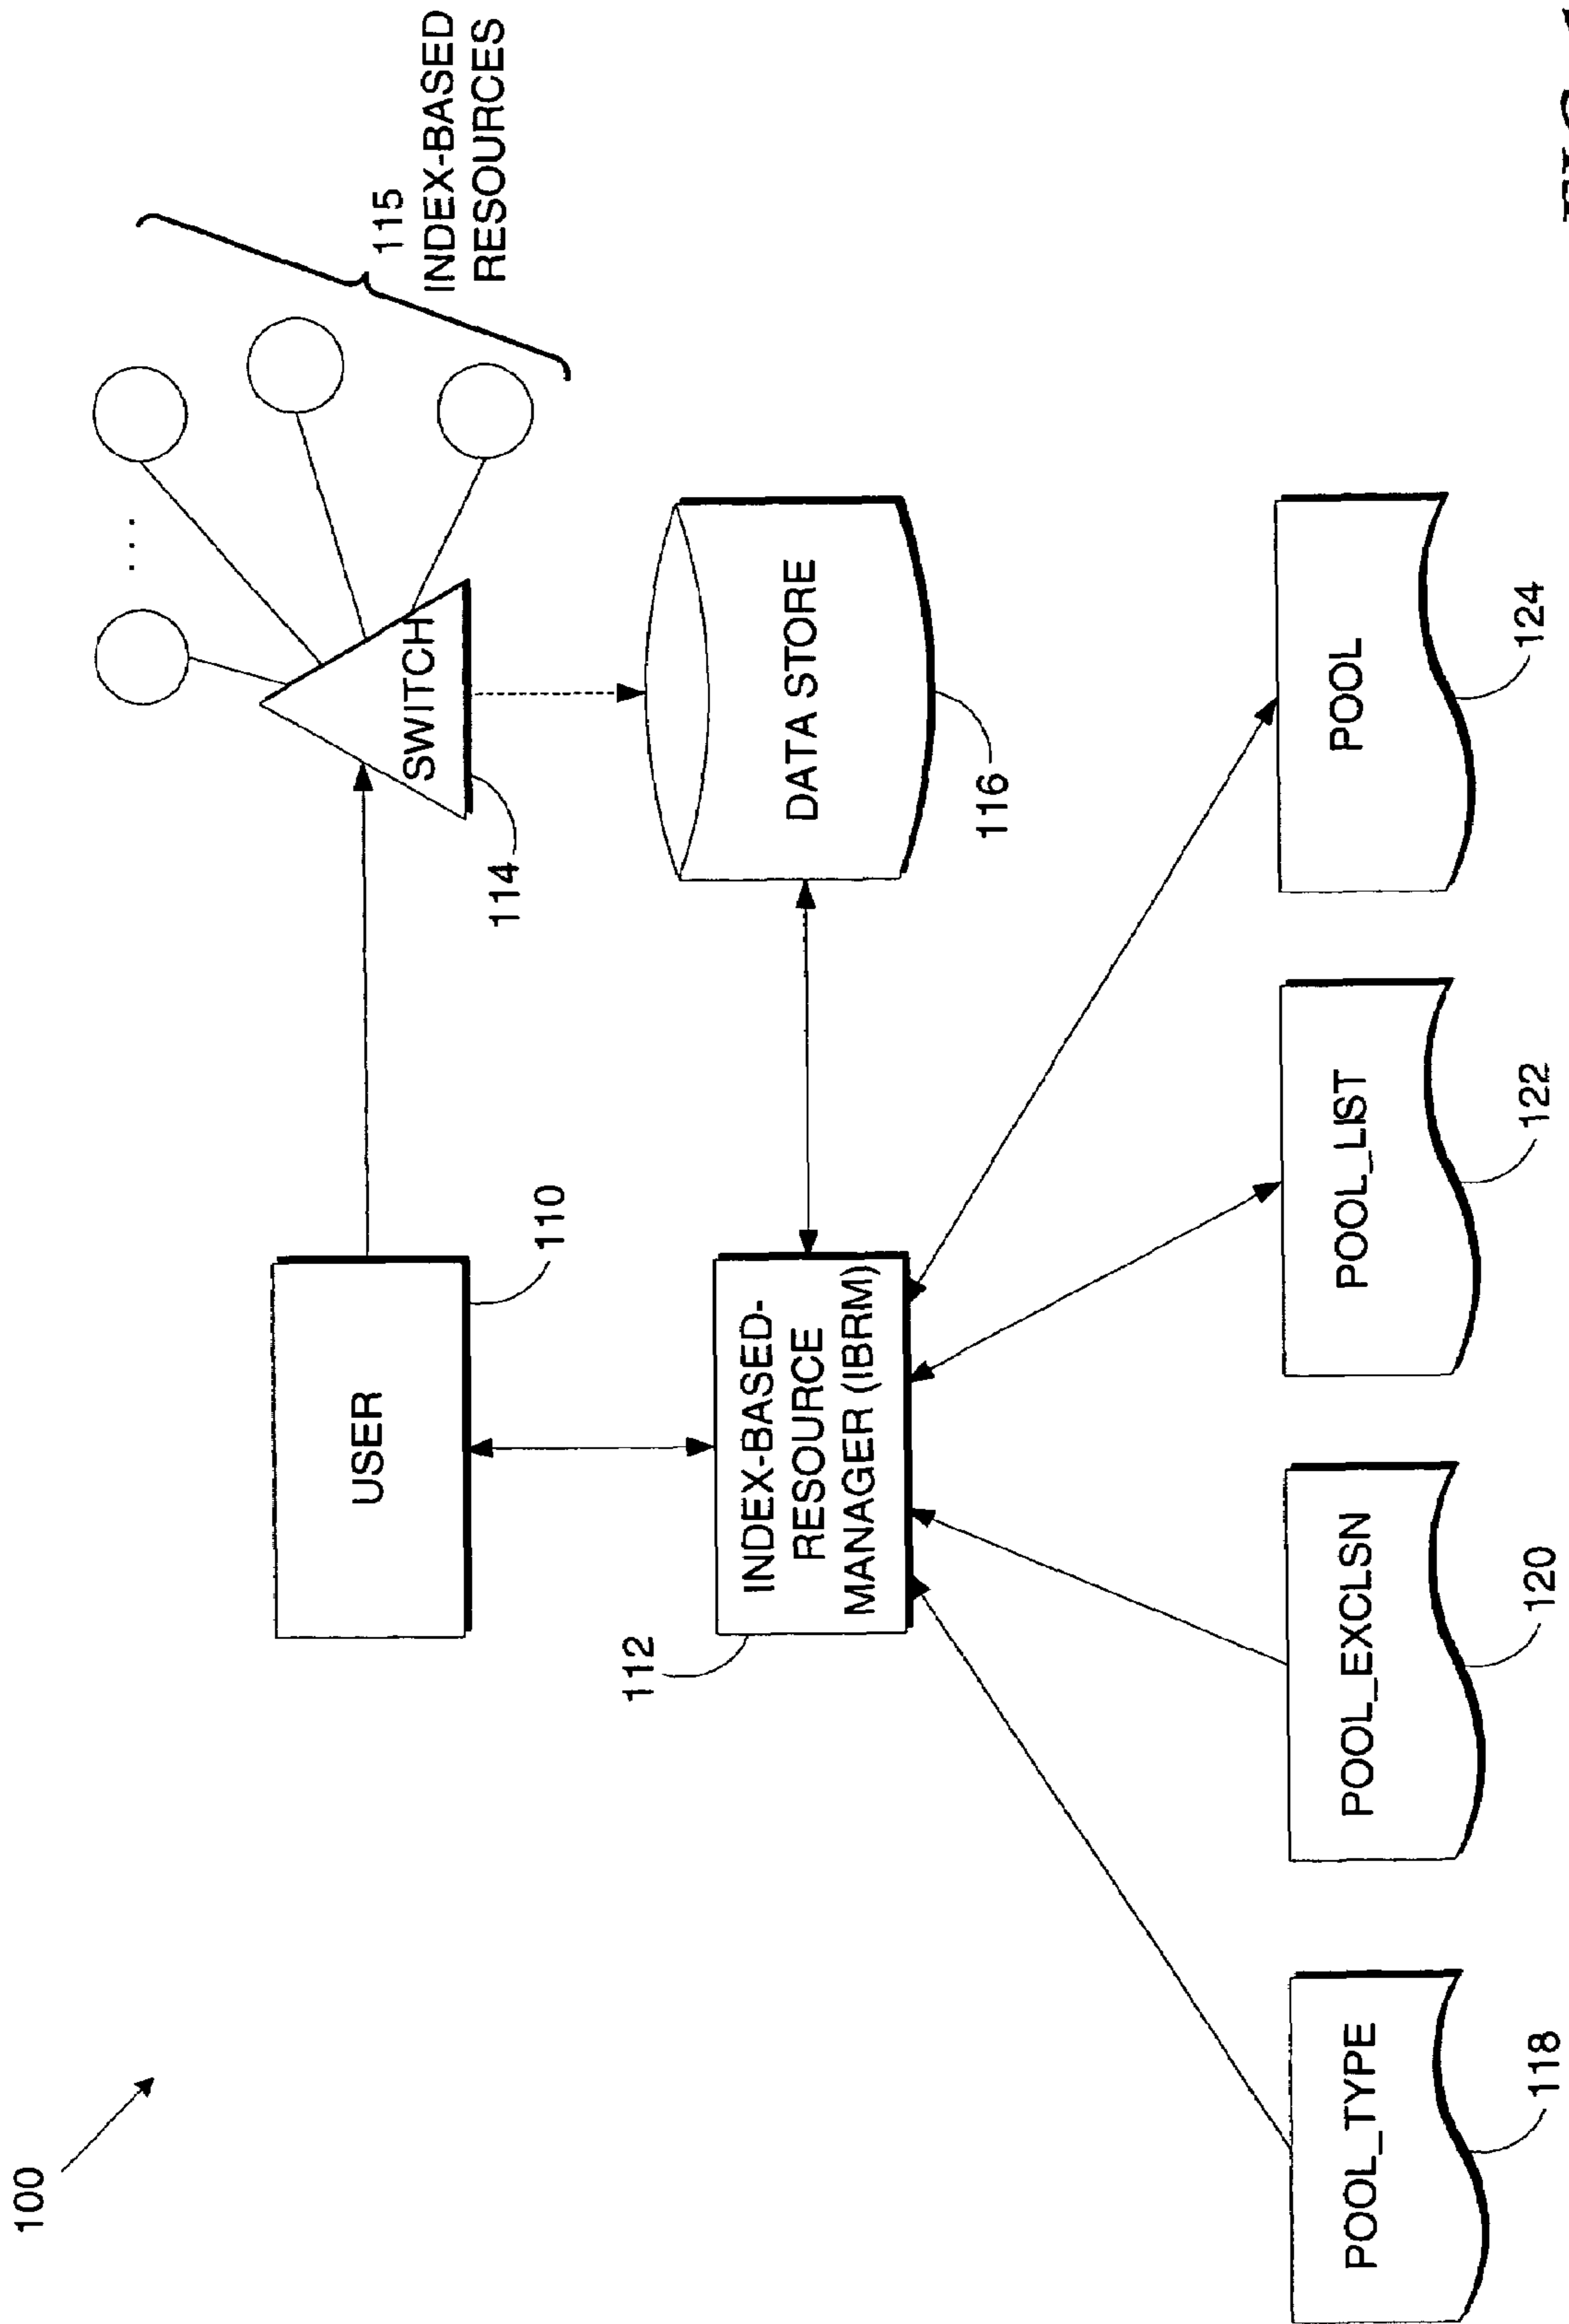 100
USER
110
SWITCH
114
115
INDEX-BASED
RESOURCES
. . .
INDEX-BASED-
RESOURCE
MANAGER (IBRM)
112
DATA STORE
116
POOL_TYPE
118
POOL_EXCLSN
120
POOL_LIST
122
POOL
124